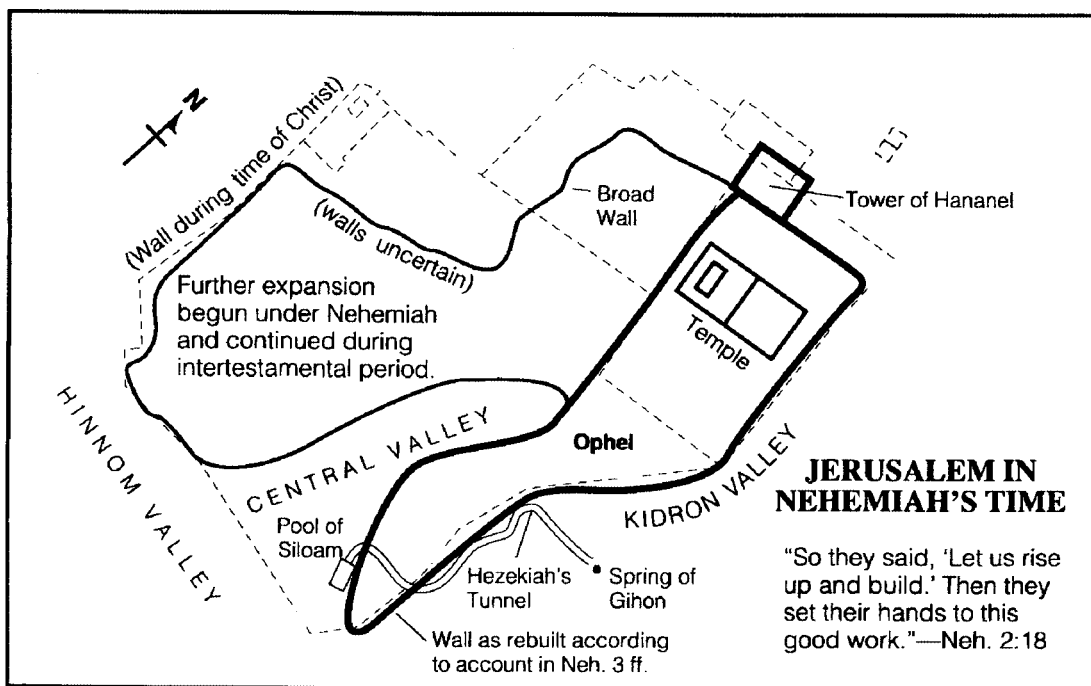 N
(Wall during time of Christ)
(walls uncertain)
Broad
Wall
Tower of Hananel
Further expansion
begun under Nehemiah
and continued during
intertestamental period.
Temple
HINNOM VALLEY
CENTRAL VALLEY
Ophel
KIDRON VALLEY
Pool of
Siloam
Hezekiah's
Tunnel
Spring of
Gihon
Wall as rebuilt according
to account in Neh. 3 ff.
JERUSALEM IN
NEHEMIAH'S TIME
"So they said, 'Let us rise
up and build.' Then they
set their hands to this
good work."—Neh. 2:18